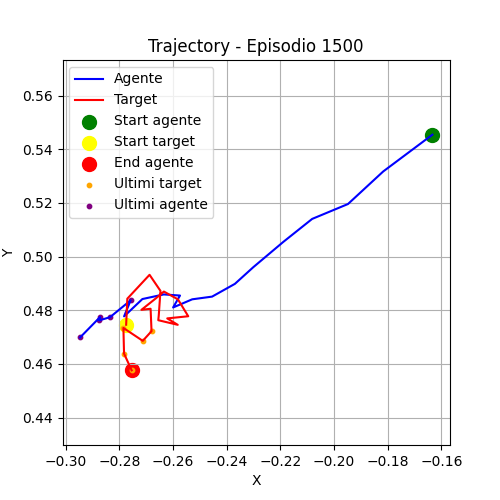 Trajectory - Episodio 1500
Agente
Target
Start agente
Start target
End agente
Ultimi target
Ultimi agente
0.56
0.54
0.52
0.50
0.48
0.46
0.44
Y
−0.30 −0.28 −0.26 −0.24 −0.22 −0.20 −0.18 −0.16
X